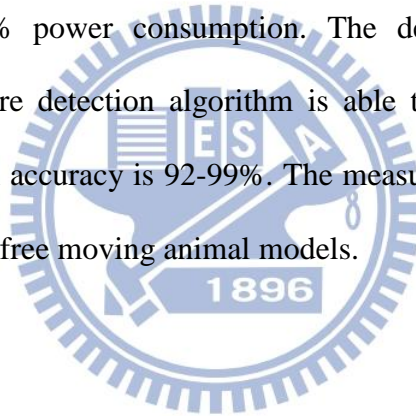 % power consumption. The de
re detection algorithm is able t
accuracy is 92-99%. The measu
free moving animal models.
E S A
1896